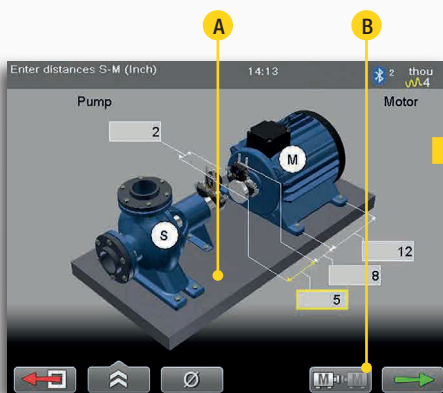 A B
Enter distances S-M (Inch) 14:13 2 thou
4
Pump Motor
2
M
S
12
8
5
Ø M M